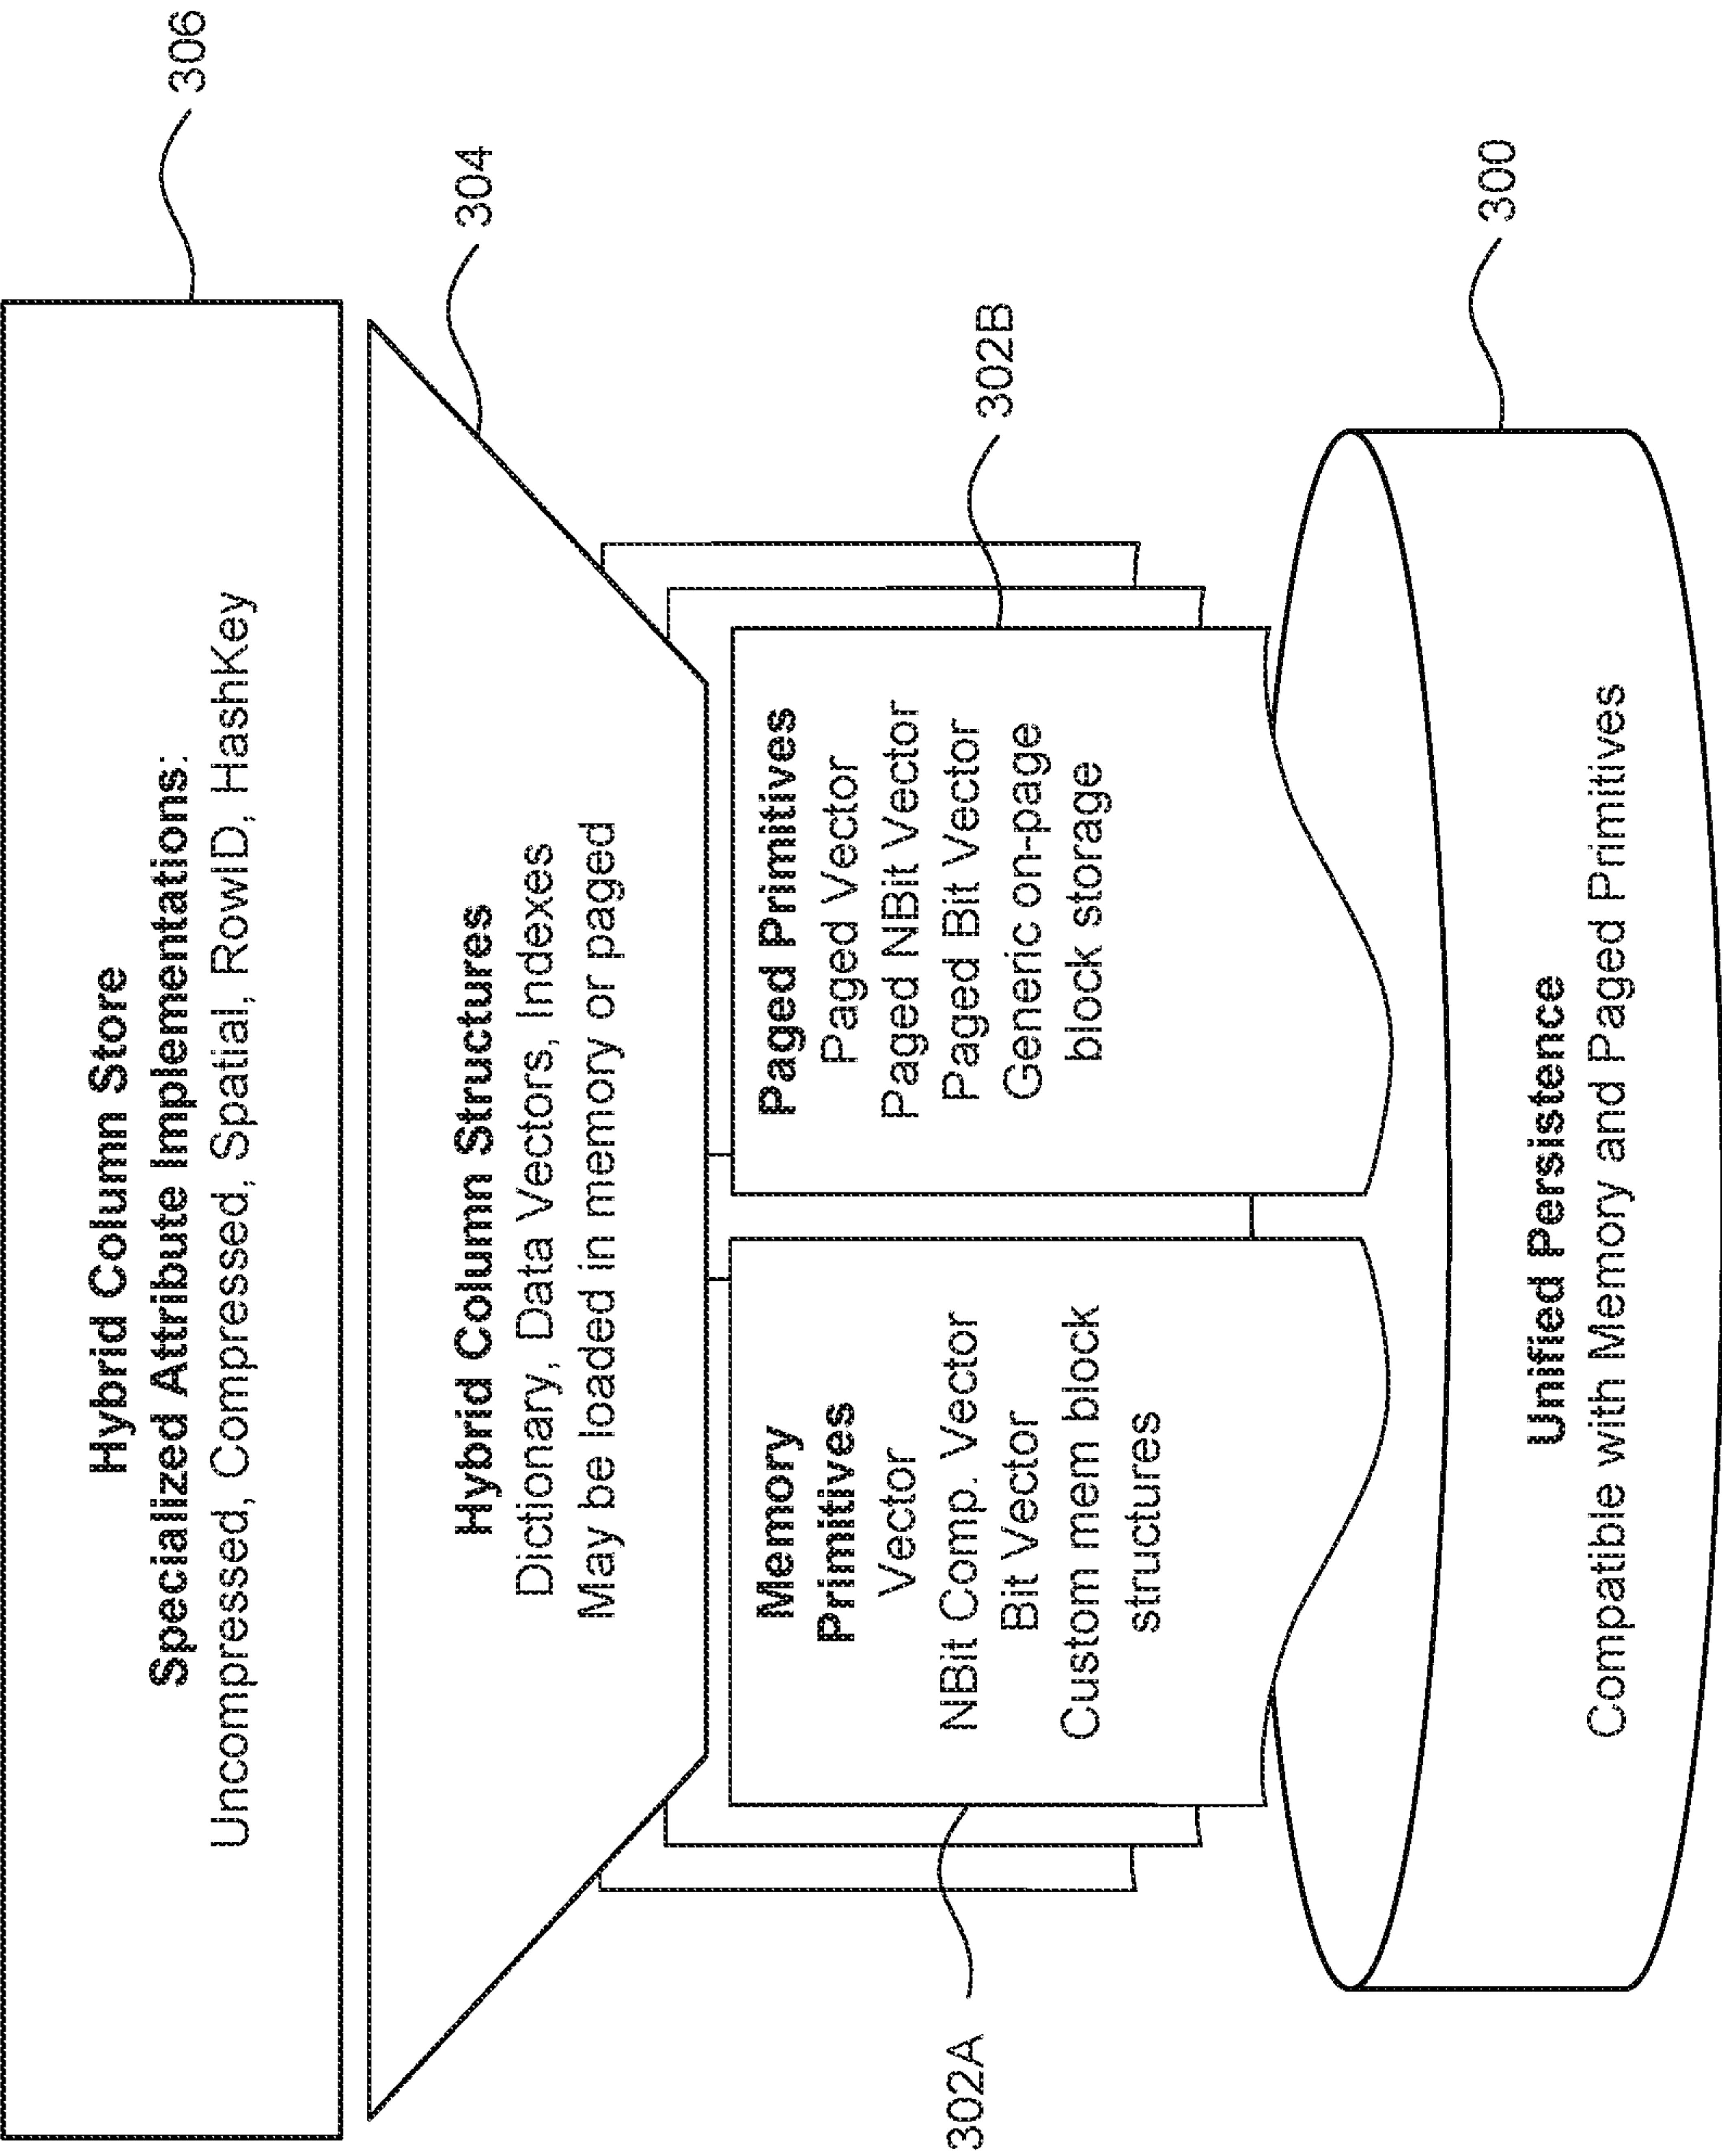 Hybrid Column Store
Specialized Attribute Implementations:
Uncompressed, Compressed, Spatial, RowID, HashKey
306
Hybrid Column Structures
Dictionary, Data Vectors, Indexes
May be loaded in memory or paged
304
Memory
Primitives
Vector
NBit Comp. Vector
Bit Vector
Custom mem block
structures
302A
Paged Primitives
Paged Vector
Paged NBit Vector
Paged Bit Vector
Generic on-page
block storage
302B
Unified Persistence
Compatible with Memory and Paged Primitives
300